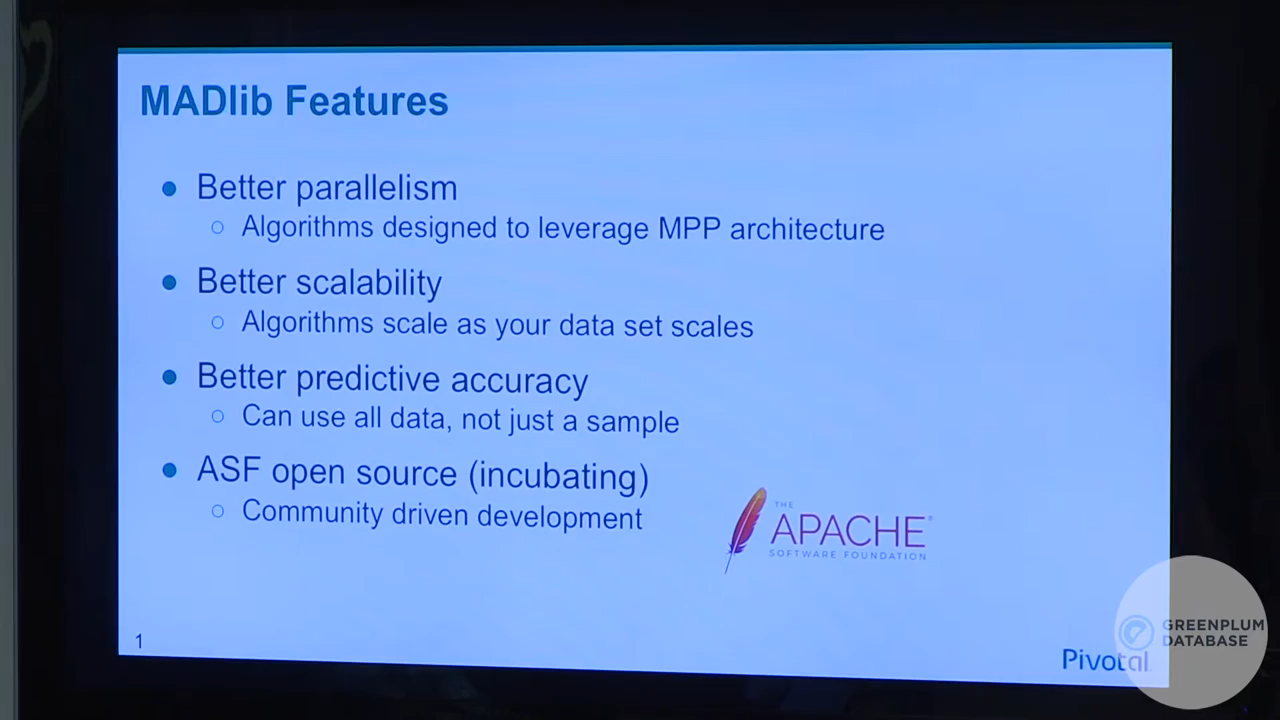 MADlib Features
● Better parallelism
○ Algorithms designed to leverage MPP architecture
● Better scalability
○ Algorithms scale as your data set scales
● Better predictive accuracy
○ Can use all data, not just a sample
● ASF open source (incubating)
○ Community driven development
THE
APACHE®
SOFTWARE FOUNDATION
1
Pivotal
GREENPLUM
DATABASE